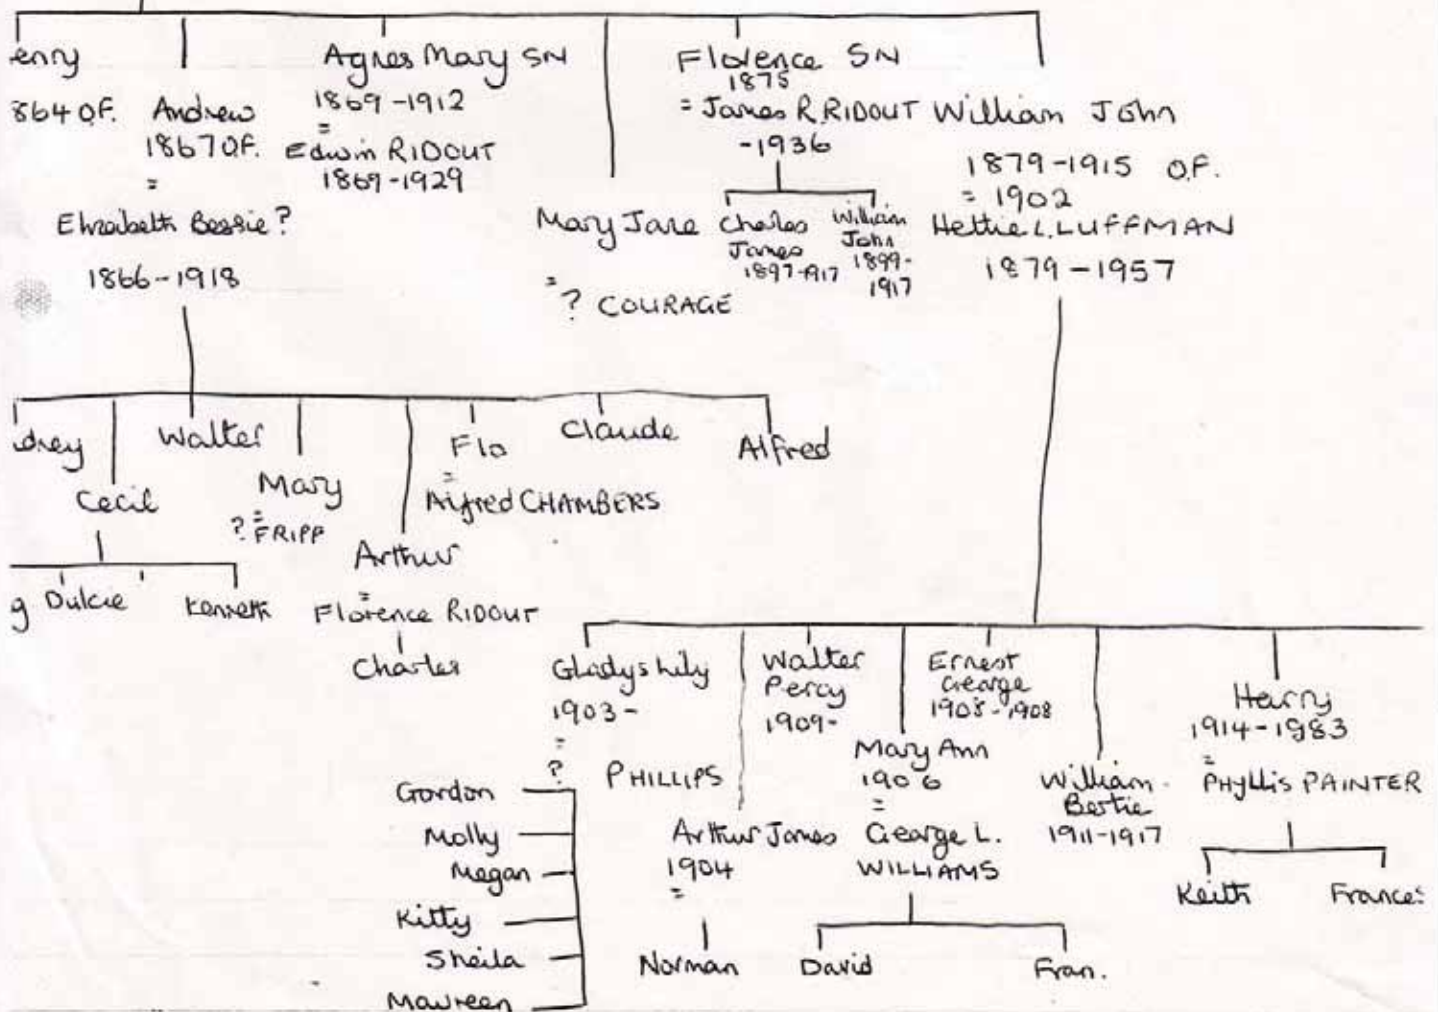 enry
Agnes Mary SN
Florence SN
1875
864 OF.
Andrew
1867 OF.
=
1869-1912
=
Edwin RIDOUT
1869-1929
= James R. RIDOUT
-1936
William John
1879-1915 OF.
= 1902
Hettie L. LUFFMAN
1879-1957
Elizabeth Bessie?
1866-1918
Mary Jane
=
? COURAGE
Charles
James
1897-1917
William
John
1899-
1917
drey
Cecil
Walter
Mary
=
? FRIPP
Arthur
=
Florence RIDOUT
Charles
Flo
=
Alfred CHAMBERS
Claude
Alfred
g
Dulcie
Kenneth
Gladys Lily
1903-
=
? PHILLIPS
Walter
Percy
1909-
Ernest
George
1908-1908
Harry
1914-1983
=
Phyllis PAINTER
Mary Ann
1906
=
George L.
WILLIAMS
William
Bertie
1911-1917
Arthur James
1904
=
Gordon
Molly
Megan
Kitty
Sheila
Maureen
Norman
David
Fran.
Keith
Frances